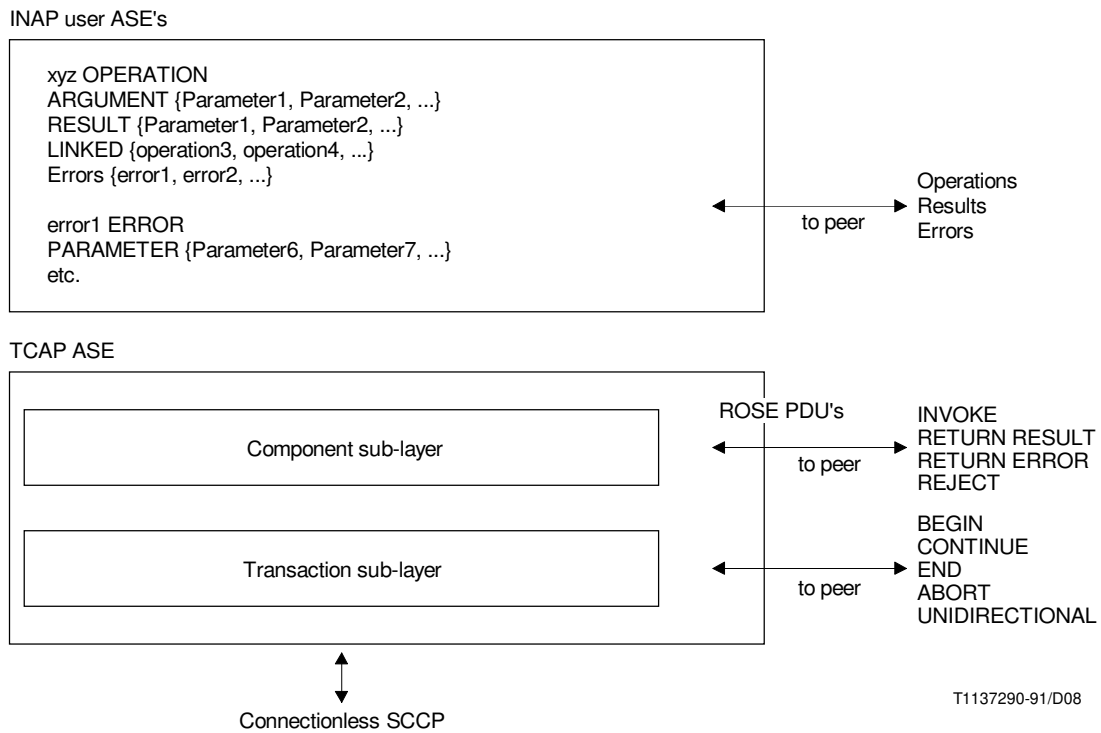 INAP user ASE's
xyz OPERATION
ARGUMENT {Parameter1, Parameter2, ...}
RESULT {Parameter1, Parameter2, ...}
LINKED {operation3, operation4, ...}
Errors {error1, error2, ...}
error1 ERROR
PARAMETER {Parameter6, Parameter7, ...}
etc.
to peer
Operations
Results
Errors
TCAP ASE
Component sub-layer
ROSE PDU's
to peer
INVOKE
RETURN RESULT
RETURN ERROR
REJECT
Transaction sub-layer
to peer
BEGIN
CONTINUE
END
ABORT
UNIDIRECTIONAL
Connectionless SCCP
T1137290-91/D08